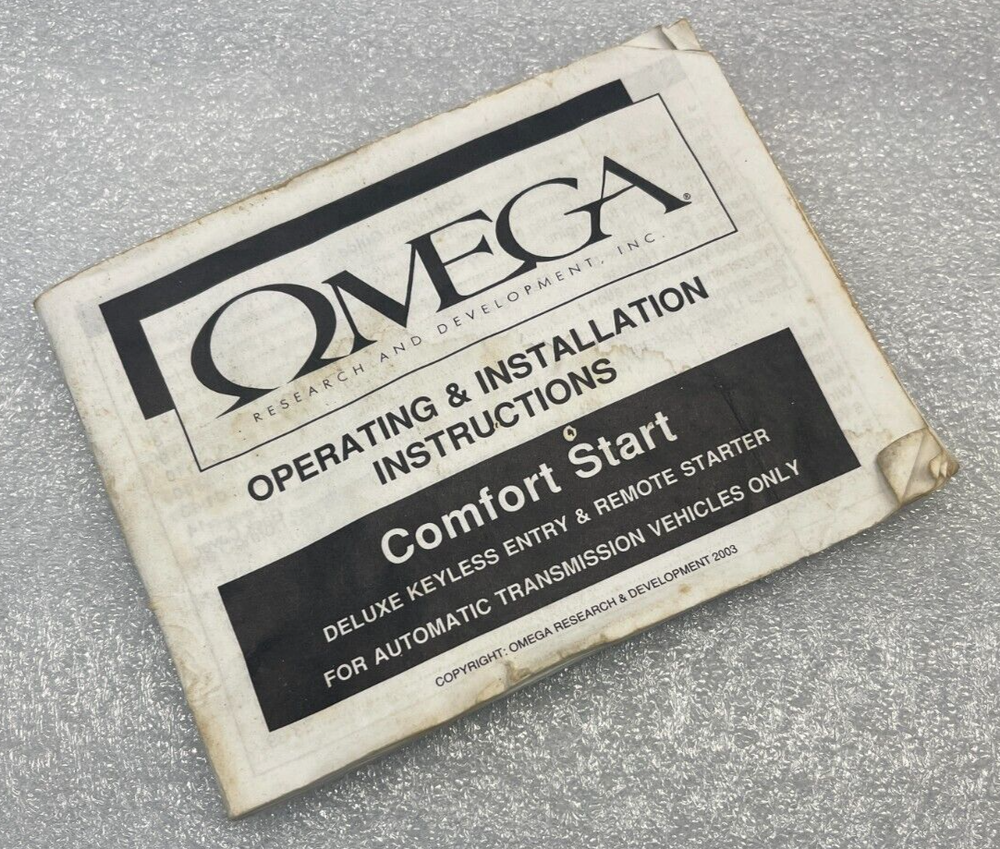 OMEGA®
RESEARCH AND DEVELOPMENT, INC.
OPERATING & INSTALLATION
INSTRUCTIONS
Comfort Start
DELUXE KEYLESS ENTRY & REMOTE STARTER
FOR AUTOMATIC TRANSMISSION VEHICLES ONLY
COPYRIGHT: OMEGA RESEARCH & DEVELOPMENT 2003